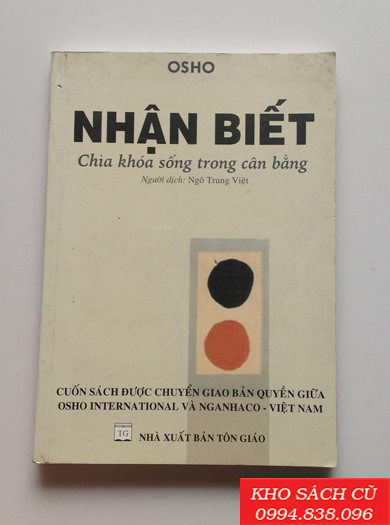 OSHO
NHẬN BIẾT
Chìa khóa sống trong cân bằng
Người dịch: Ngô Trung Việt
CUỐN SÁCH ĐƯỢC CHUYỂN GIAO BẢN QUYỀN GIỮA
OSHO INTERNATIONAL VÀ NGANHACO - VIỆT NAM
TG
NHÀ XUẤT BẢN TÔN GIÁO
KHO SÁCH CŨ
0994.838.096